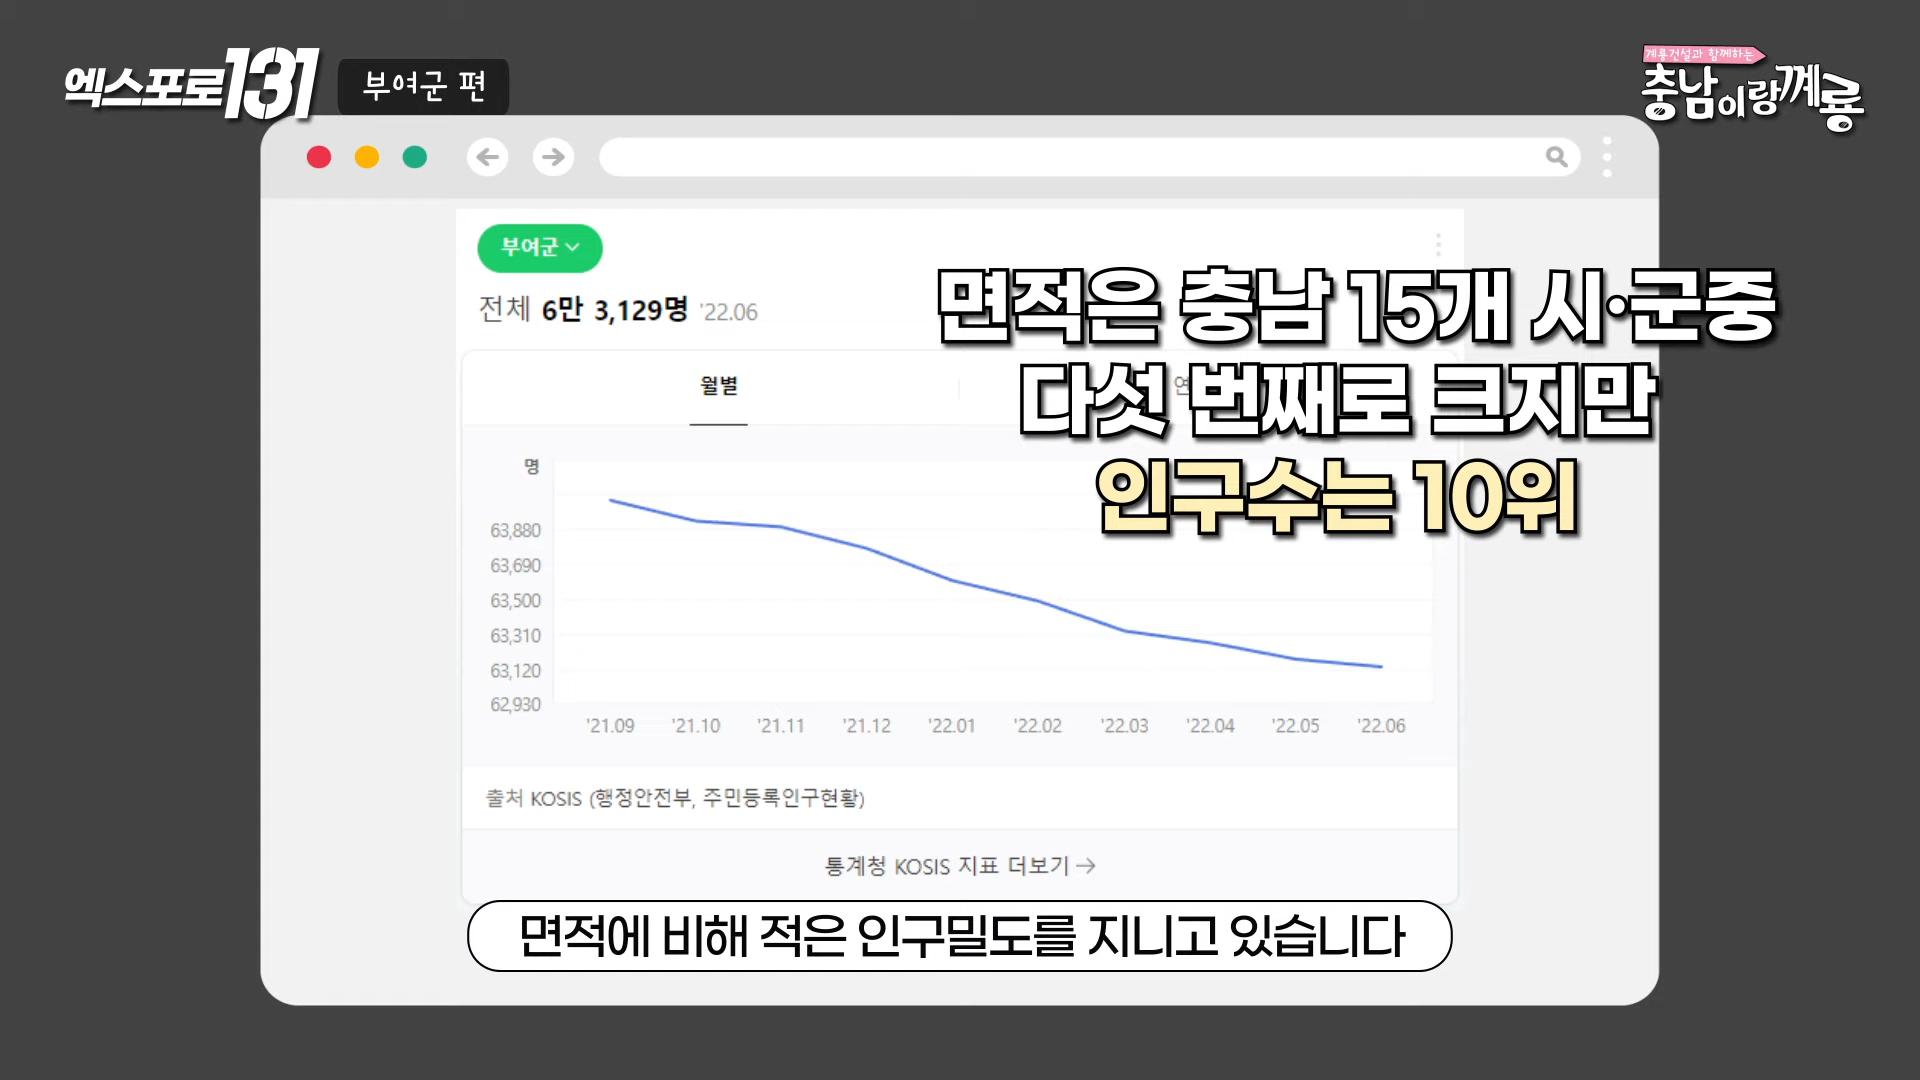 엑스포로131
부여군 편
계룡건설과 함께하는
충남이랑께룡
부여군
전체 6만 3,129명 '22.06
면적은 충남 15개 시·군중
다섯 번째로 크지만
인구수는 10위
월별
연
명
63,880
63,690
63,500
63,310
63,120
62,930
'21.09 '21.10 '21.11 '21.12 '22.01 '22.02 '22.03 '22.04 '22.05 '22.06
출처 KOSIS (행정안전부, 주민등록인구현황)
통계청 KOSIS 지표 더보기
면적에 비해 적은 인구밀도를 지니고 있습니다